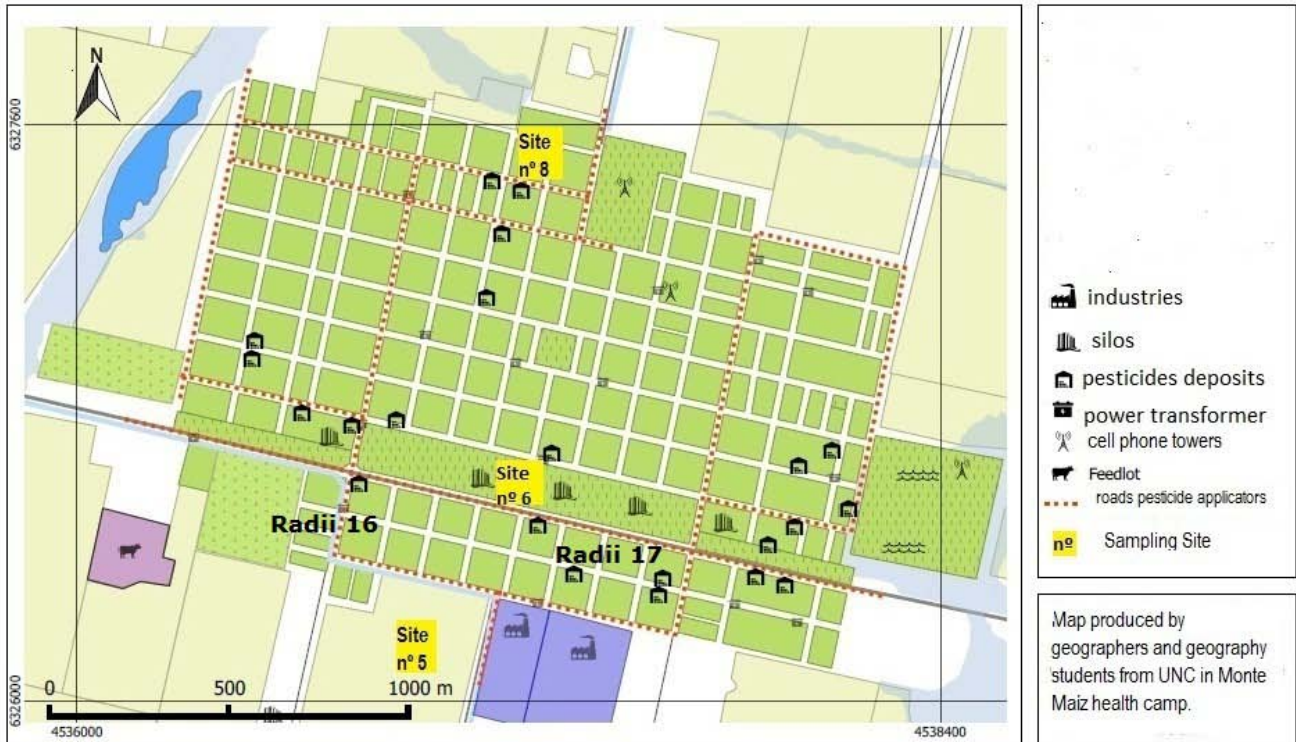 N
6327600
Site
nº 8
Site
nº 6
Radii 16
Radii 17
Site
nº 5
0 500 1000 m
6326000
4536000 4538400
industries
silos
pesticides deposits
power transformer
cell phone towers
Feedlot
roads pesticide applicators
nº Sampling Site
Map produced by
geographers and geography
students from UNC in Monte
Maiz health camp.